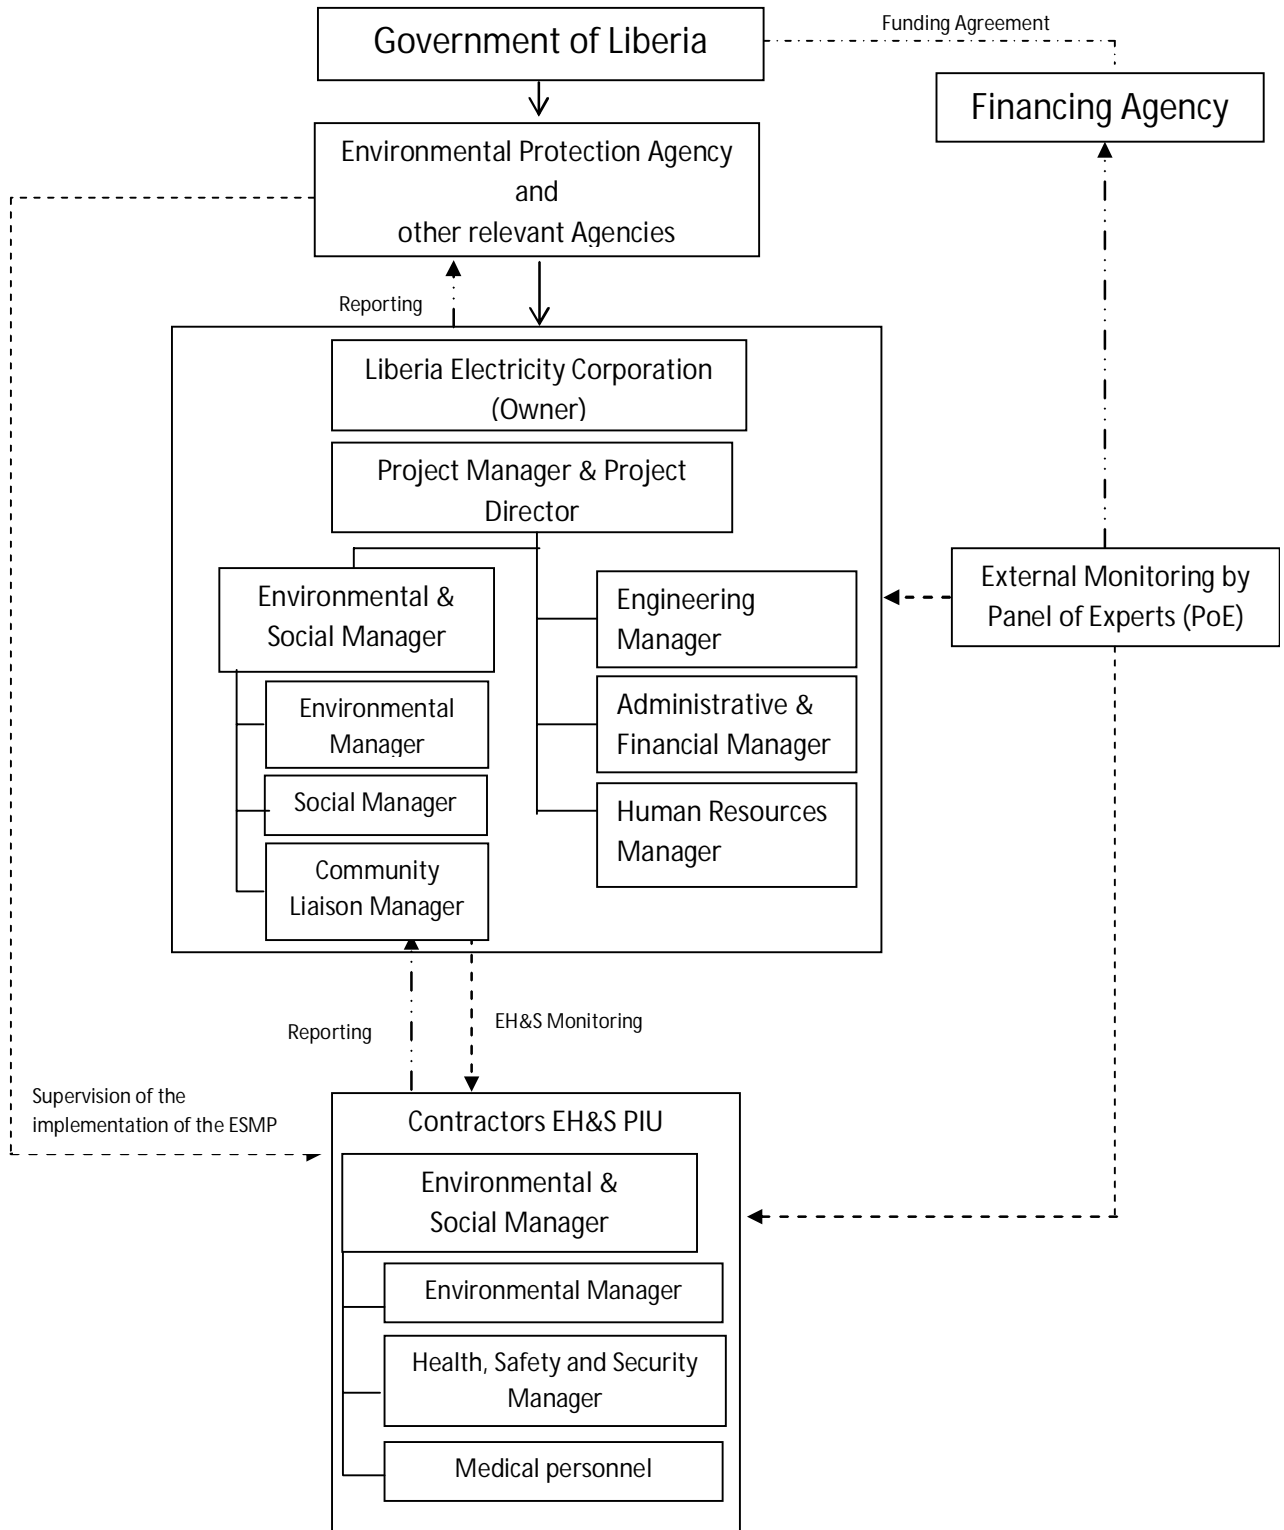 Government of Liberia
Funding Agreement
Financing Agency
Environmental Protection Agency
and
other relevant Agencies
Reporting
Liberia Electricity Corporation
(Owner)
Project Manager & Project
Director
Environmental &
Social Manager
Engineering
Manager
External Monitoring by
Panel of Experts (PoE)
Environmental
Manager
Administrative &
Financial Manager
Social Manager
Human Resources
Manager
Community
Liaison Manager
Reporting
EH&S Monitoring
Supervision of the
implementation of the ESMP
Contractors EH&S PIU
Environmental &
Social Manager
Environmental Manager
Health, Safety and Security
Manager
Medical personnel